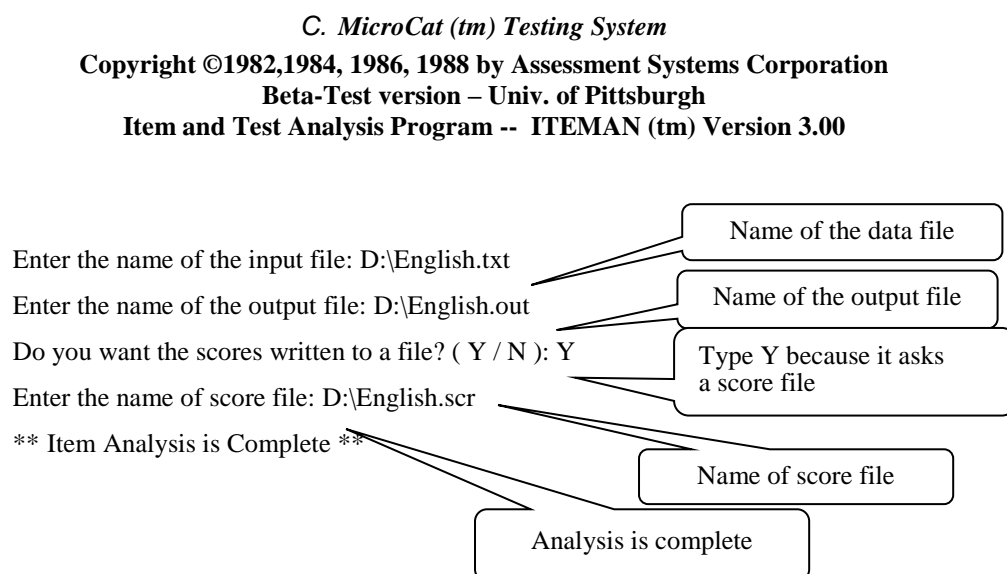 C. MicroCat (tm) Testing System
Copyright ©1982,1984, 1986, 1988 by Assessment Systems Corporation
Beta-Test version – Univ. of Pittsburgh
Item and Test Analysis Program -- ITEMAN (tm) Version 3.00
Name of the data file
Enter the name of the input file: D:\English.txt
Enter the name of the output file: D:\English.out
Name of the output file
Do you want the scores written to a file? ( Y / N ): Y
Type Y because it asks
a score file
Enter the name of score file: D:\English.scr
** Item Analysis is Complete **
Name of score file
Analysis is complete